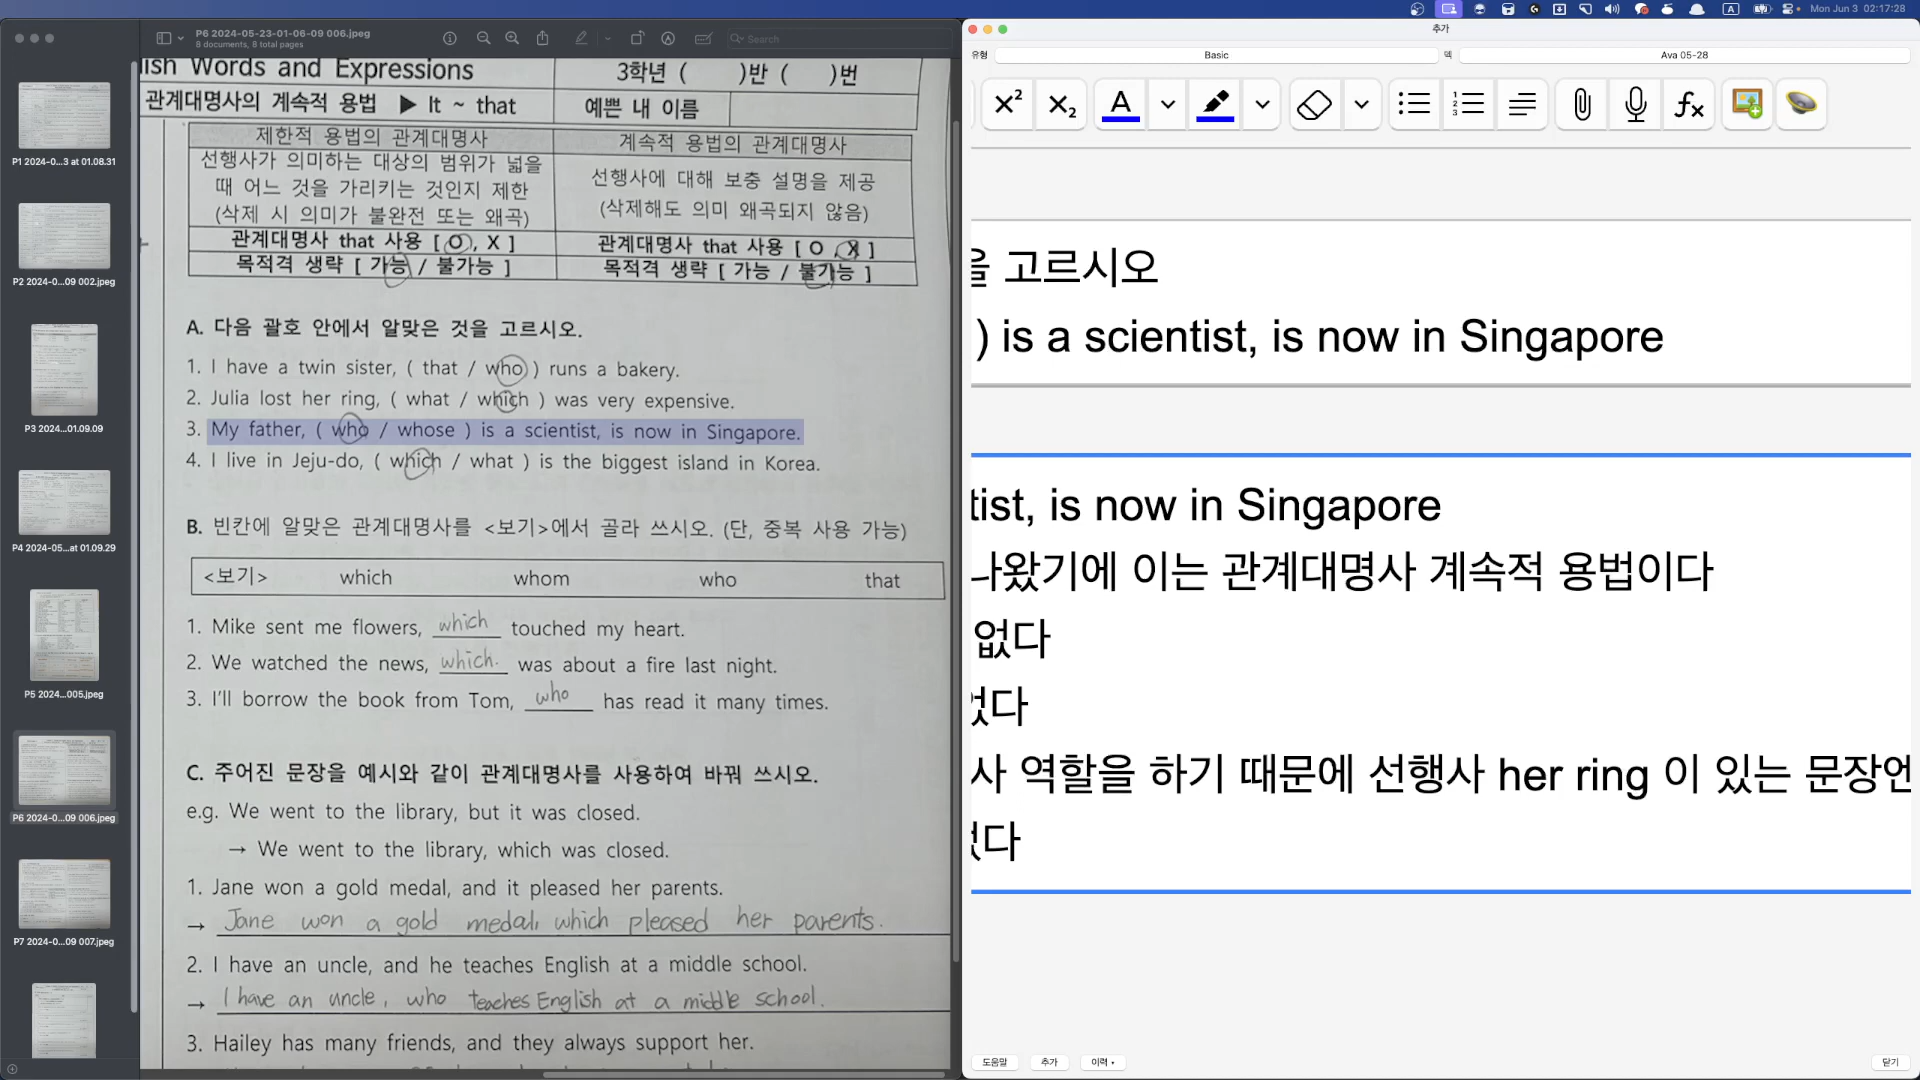 Mon Jun 3 02:17:28
P6 2024-05-23-01-06-09 006.jpeg
8 documents, 8 total pages
Search
P1 2024-0...3 at 01.08.31
P2 2024-0...09 002.jpeg
P3 2024....09.09
P4 2024-05...at 01.09.29
P5 2024...005.jpeg
P6 2024-0...09 006.jpeg
P7 2024-0...09 007.jpeg
ish Words and Expressions
3학년 ( )반 ( )번
관계대명사의 계속적 용법 ▶ It ~ that
예쁜 내 이름
제한적 용법의 관계대명사
계속적 용법의 관계대명사
선행사가 의미하는 대상의 범위가 넓을
때 어느 것을 가리키는 것인지 제한
(삭제 시 의미가 불완전 또는 왜곡)
선행사에 대해 보충 설명을 제공
(삭제해도 의미 왜곡되지 않음)
관계대명사 that 사용 [ O , X ]
관계대명사 that 사용 [ O , X ]
목적격 생략 [ 가능 / 불가능 ]
목적격 생략 [ 가능 / 불가능 ]
A. 다음 괄호 안에서 알맞은 것을 고르시오.
1. I have a twin sister, ( that / who ) runs a bakery.
2. Julia lost her ring, ( what / which ) was very expensive.
3. My father, ( who / whose ) is a scientist, is now in Singapore.
4. I live in Jeju-do, ( which / what ) is the biggest island in Korea.
B. 빈칸에 알맞은 관계대명사를 <보기>에서 골라 쓰시오. (단, 중복 사용 가능)
<보기> which whom who that
1. Mike sent me flowers, which touched my heart.
2. We watched the news, which. was about a fire last night.
3. I'll borrow the book from Tom, who has read it many times.
C. 주어진 문장을 예시와 같이 관계대명사를 사용하여 바꿔 쓰시오.
e.g. We went to the library, but it was closed.
→ We went to the library, which was closed.
1. Jane won a gold medal, and it pleased her parents.
→ Jane won a gold medal, which pleased her parents.
2. I have an uncle, and he teaches English at a middle school.
→ I have an uncle, who teaches English at a middle school.
3. Hailey has many friends, and they always support her.
추가
유형
Basic
덱
Ava 05-28
을 고르시오
) is a scientist, is now in Singapore
tist, is now in Singapore
나왔기에 이는 관계대명사 계속적 용법이다
없다
없다
사 역할을 하기 때문에 선행사 her ring 이 있는 문장엔
없다
도움말
추가
이력
닫기